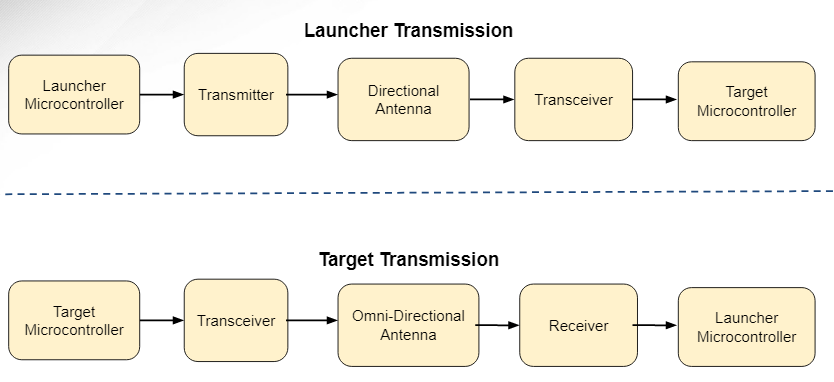 Launcher Transmission
Launcher
Microcontroller
Transmitter
Directional
Antenna
Transceiver
Target
Microcontroller
Target Transmission
Target
Microcontroller
Transceiver
Omni-Directional
Antenna
Receiver
Launcher
Microcontroller